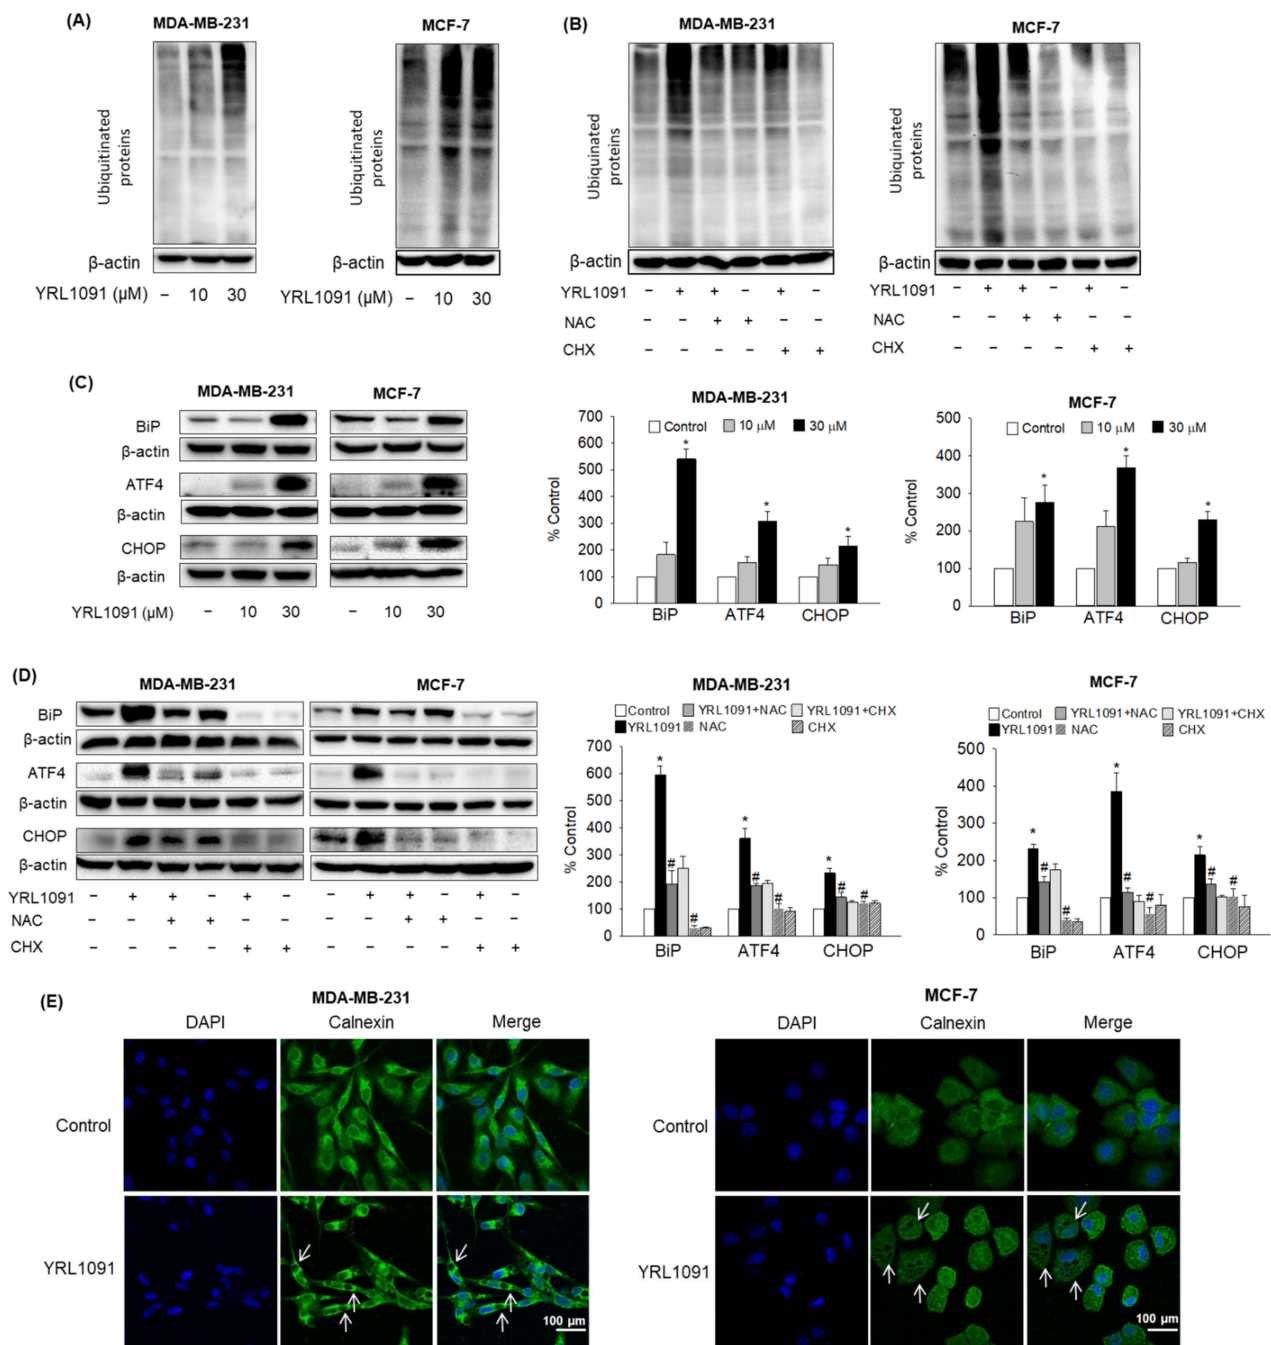 (A)
MDA-MB-231
MCF-7
Ubiquitinated proteins
Ubiquitinated proteins
β-actin
β-actin
YRL1091 (μM) – 10 30
YRL1091 (μM) – 10 30
(B)
MDA-MB-231
MCF-7
Ubiquinated proteins
Ubiquinated proteins
β-actin
β-actin
YRL1091 – + + – + –
NAC – – + + – –
CHX – – – – + +
YRL1091 – + + – + –
NAC – – + + – –
CHX – – – – + +
(C)
MDA-MB-231
MCF-7
BiP
β-actin
ATF4
β-actin
CHOP
β-actin
YRL1091 (μM) – 10 30 – 10 30
MDA-MB-231
Control 10 μM 30 μM
% Control
700
600
500
400
300
200
100
0
* * *
BiP ATF4 CHOP
MCF-7
Control 10 μM 30 μM
% Control
500
400
300
200
100
0
* * *
BiP ATF4 CHOP
(D)
MDA-MB-231
MCF-7
BiP
β-actin
ATF4
β-actin
CHOP
β-actin
YRL1091 – + + – + – – + + – + –
NAC – – + + – – – – + + – –
CHX – – – – + + – – – – + +
MDA-MB-231
Control YRL1091+NAC YRL1091+CHX
YRL1091 NAC CHX
% Control
700
600
500
400
300
200
100
0
* # # * # # * # #
BiP ATF4 CHOP
MCF-7
Control YRL1091+NAC YRL1091+CHX
YRL1091 NAC CHX
% Control
500
400
300
200
100
0
* # # * # # * # #
BiP ATF4 CHOP
(E)
MDA-MB-231
DAPI Calnexin Merge
Control
YRL1091
100 μm
MCF-7
DAPI Calnexin Merge
Control
YRL1091
100 μm